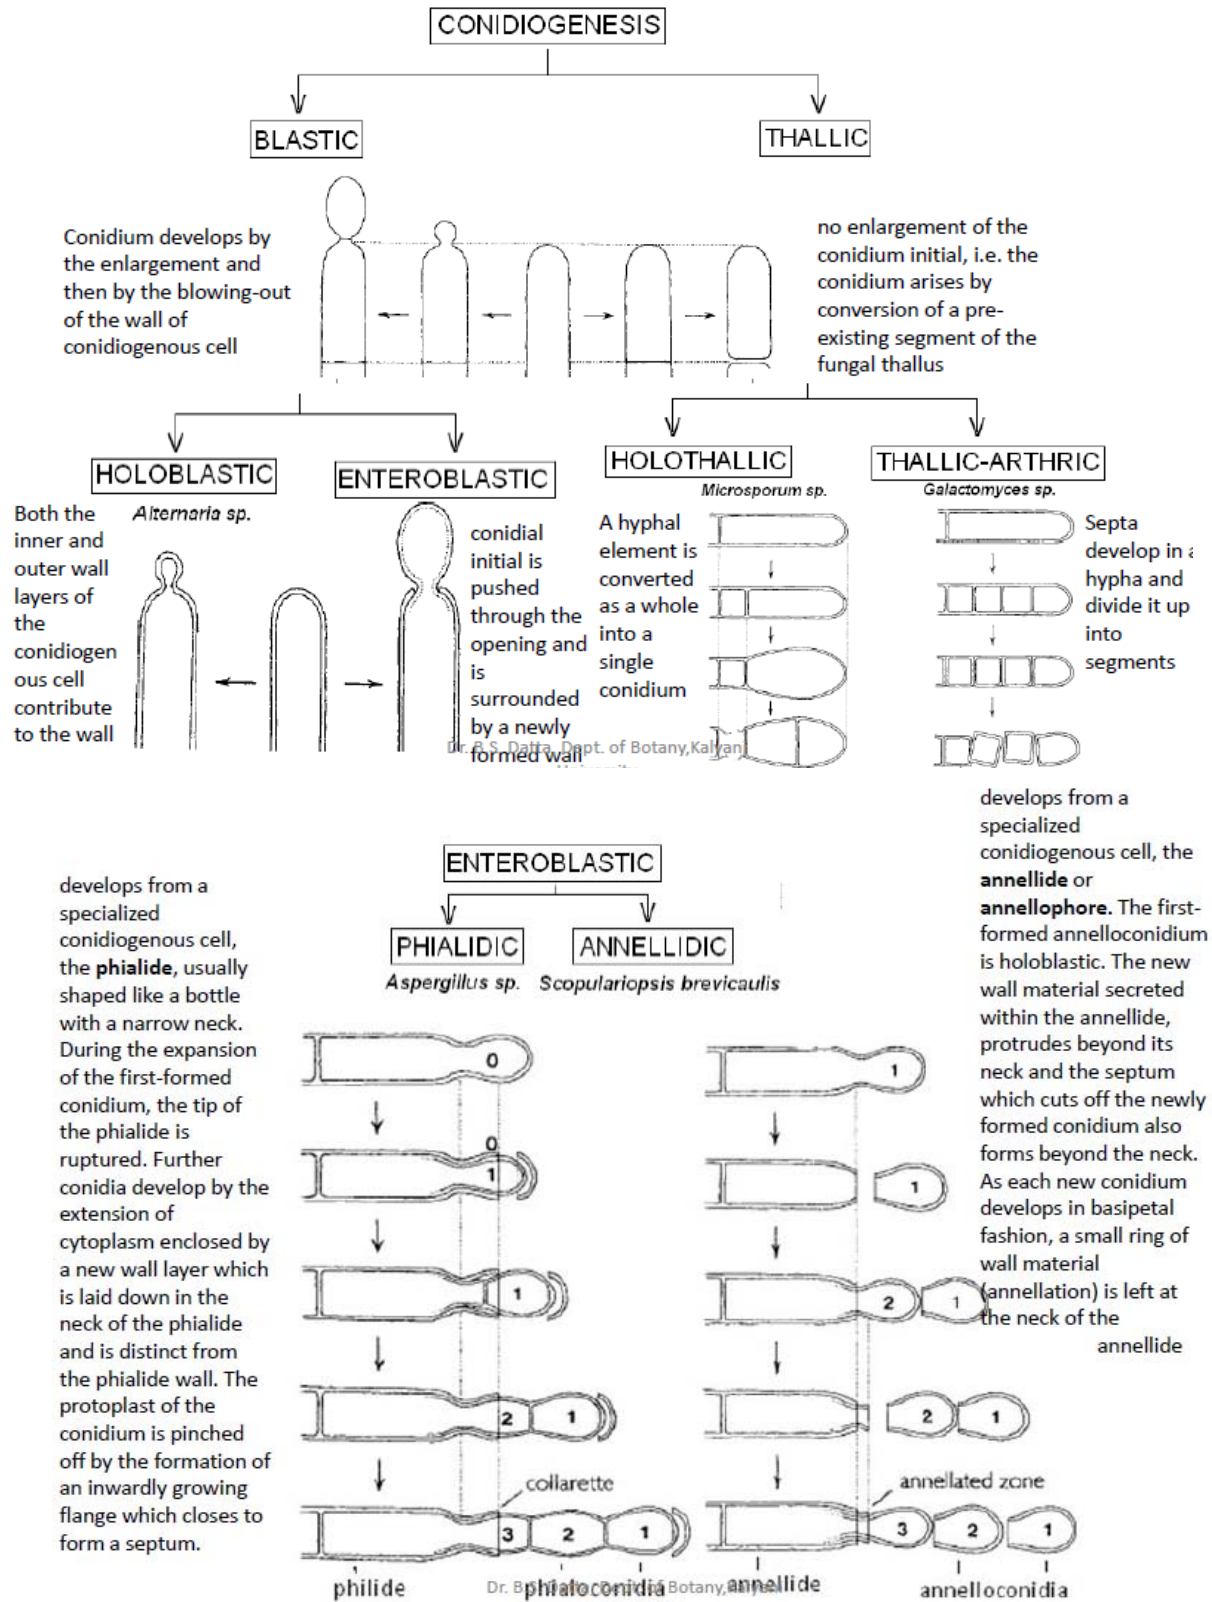 CONIDIOGENESIS
BLASTIC
THALLIC
Conidium develops by
the enlargement and
then by the blowing-out
of the wall of
conidiogenous cell
no enlargement of the
conidium initial, i.e. the
conidium arises by
conversion of a pre-
existing segment of the
fungal thallus
HOLOBLASTIC
Alternaria sp.
Both the
inner and
outer wall
layers of
the
conidiogen
ous cell
contribute
to the wall
ENTEROBLASTIC
conidial
initial is
pushed
through the
opening and
is
surrounded
by a newly
formed wall
HOLOTHALLIC
Microsporum sp.
A hyphal
element is
converted
as a whole
into a
single
conidium
THALLIC-ARTHRIC
Galactomyces sp.
Septa
develop in a
hypha and
divide it up
into
segments
Dr. B.S. Datta, Dept. of Botany,Kalyani
University
ENTEROBLASTIC
PHIALIDIC
ANNELLIDIC
Aspergillus sp.
Scopulariopsis brevicaulis
develops from a
specialized
conidiogenous cell,
the phialide, usually
shaped like a bottle
with a narrow neck.
During the expansion
of the first-formed
conidium, the tip of
the phialide is
ruptured. Further
conidia develop by the
extension of
cytoplasm enclosed by
a new wall layer which
is laid down in the
neck of the phialide
and is distinct from
the phialide wall. The
protoplast of the
conidium is pinched
off by the formation of
an inwardly growing
flange which closes to
form a septum.
0
0
1
1
2 1
collarette
3 2 1
philide
phialoconidia
1
1
2 1
2 1
annellated zone
3 2 1
annellide
annelloconidia
develops from a
specialized
conidiogenous cell, the
annellide or
annellophore. The first-
formed annelloconidium
is holoblastic. The new
wall material secreted
within the annellide,
protrudes beyond its
neck and the septum
which cuts off the newly
formed conidium also
forms beyond the neck.
As each new conidium
develops in basipetal
fashion, a small ring of
wall material
(annellation) is left at
the neck of the
annellide
Dr. B.S. Datta, Dept. of Botany,Kalyani